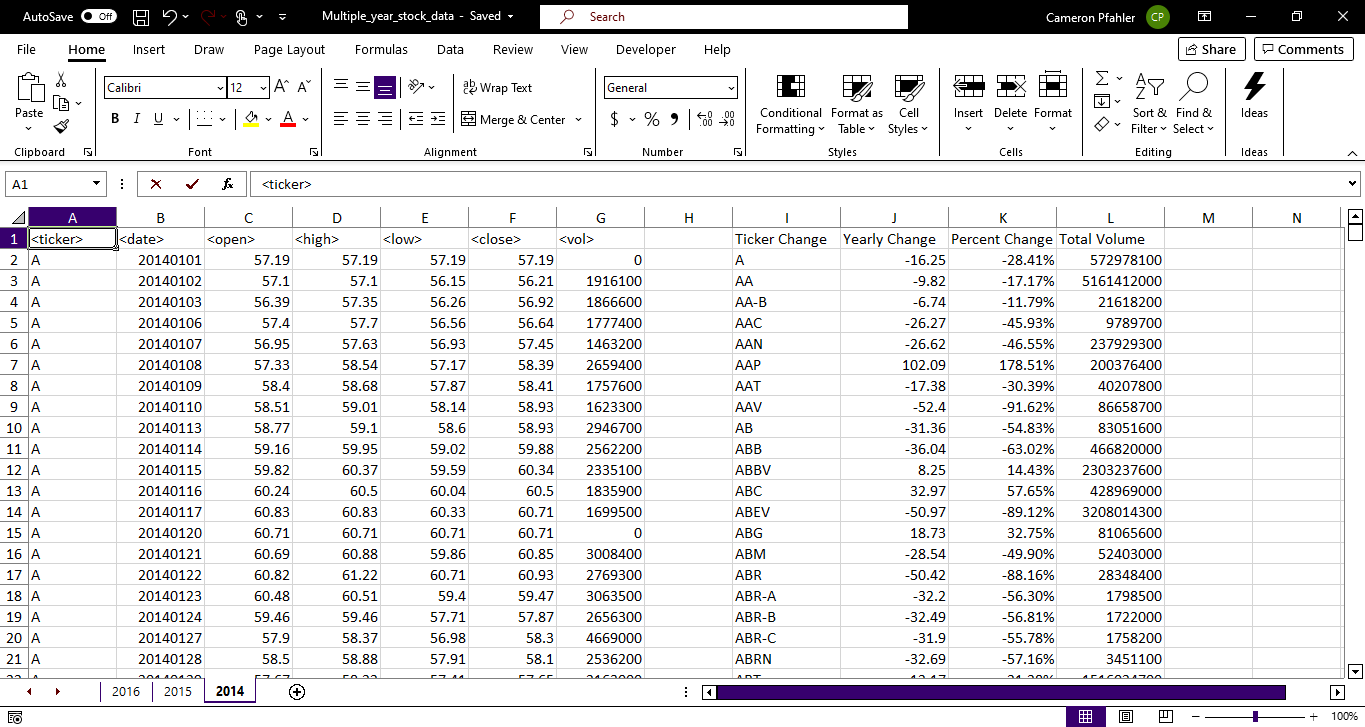 AutoSave Off Multiple_year_stock_data - Saved Search Cameron Pfahler CP
File Home Insert Draw Page Layout Formulas Data Review View Developer Help Share Comments
Paste Calibri 12 A A Wrap Text General Conditional Formatting Format as Table Cell Styles Insert Delete Format Sort & Filter Find & Select Ideas
B I U A Merge & Center $ % 9
Clipboard Font Alignment Number Styles Cells Editing Ideas
A1 fx <ticker>
A B C D E F G H I J K L M N
1 <ticker> <date> <open> <high> <low> <close> <vol> Ticker Change Yearly Change Percent Change Total Volume
2 A 20140101 57.19 57.19 57.19 57.19 0 A -16.25 -28.41% 572978100
3 A 20140102 57.1 57.1 56.15 56.21 1916100 AA -9.82 -17.17% 5161412000
4 A 20140103 56.39 57.35 56.26 56.92 1866600 AA-B -6.74 -11.79% 21618200
5 A 20140106 57.4 57.7 56.56 56.64 1777400 AAC -26.27 -45.93% 9789700
6 A 20140107 56.95 57.63 56.93 57.45 1463200 AAN -26.62 -46.55% 237929300
7 A 20140108 57.33 58.54 57.17 58.39 2659400 AAP 102.09 178.51% 200376400
8 A 20140109 58.4 58.68 57.87 58.41 1757600 AAT -17.38 -30.39% 40207800
9 A 20140110 58.51 59.01 58.14 58.93 1623300 AAV -52.4 -91.62% 86658700
10 A 20140113 58.77 59.1 58.6 58.93 2946700 AB -31.36 -54.83% 83051600
11 A 20140114 59.16 59.95 59.02 59.88 2562200 ABB -36.04 -63.02% 466820000
12 A 20140115 59.82 60.37 59.59 60.34 2335100 ABBV 8.25 14.43% 2303237600
13 A 20140116 60.24 60.5 60.04 60.5 1835900 ABC 32.97 57.65% 428969000
14 A 20140117 60.83 60.83 60.33 60.71 1699500 ABEV -50.97 -89.12% 3208014300
15 A 20140120 60.71 60.71 60.71 60.71 0 ABG 18.73 32.75% 81065600
16 A 20140121 60.69 60.88 59.86 60.85 3008400 ABM -28.54 -49.90% 52403000
17 A 20140122 60.82 61.22 60.71 60.93 2769300 ABR -50.42 -88.16% 28348400
18 A 20140123 60.48 60.51 59.4 59.47 3063500 ABR-A -32.2 -56.30% 1798500
19 A 20140124 59.46 59.46 57.71 57.87 2656300 ABR-B -32.49 -56.81% 1722000
20 A 20140127 57.9 58.37 56.98 58.3 4669000 ABR-C -31.9 -55.78% 1758200
21 A 20140128 58.5 58.88 57.91 58.1 2536200 ABRN -32.69 -57.16% 3451100
2016 2015 2014
100%